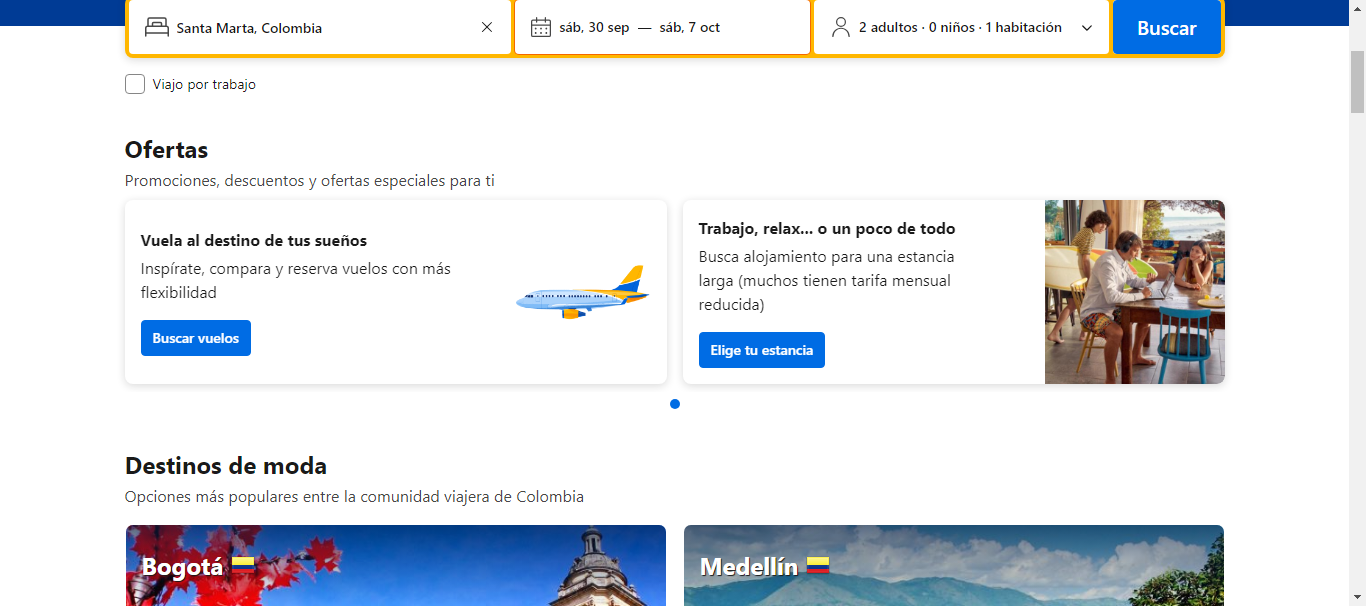 Santa Marta, Colombia
sáb, 30 sep — sáb, 7 oct
2 adultos · 0 niños · 1 habitación
Buscar
Viajo por trabajo
Ofertas
Promociones, descuentos y ofertas especiales para ti
Vuela al destino de tus sueños
Inspírate, compara y reserva vuelos con más
flexibilidad
Buscar vuelos
Trabajo, relax... o un poco de todo
Busca alojamiento para una estancia
larga (muchos tienen tarifa mensual
reducida)
Elige tu estancia
Destinos de moda
Opciones más populares entre la comunidad viajera de Colombia
Bogotá
Medellín